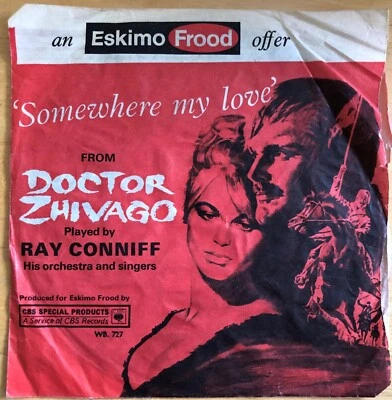 an Eskimo Frood offer
'Somewhere my love'
FROM
DOCTOR
ZHIVAGO
Played by
RAY CONNIFF
His orchestra and singers
Produced for Eskimo Frood by
CBS SPECIAL PRODUCTS
A Service of CBS Records
WB. 727